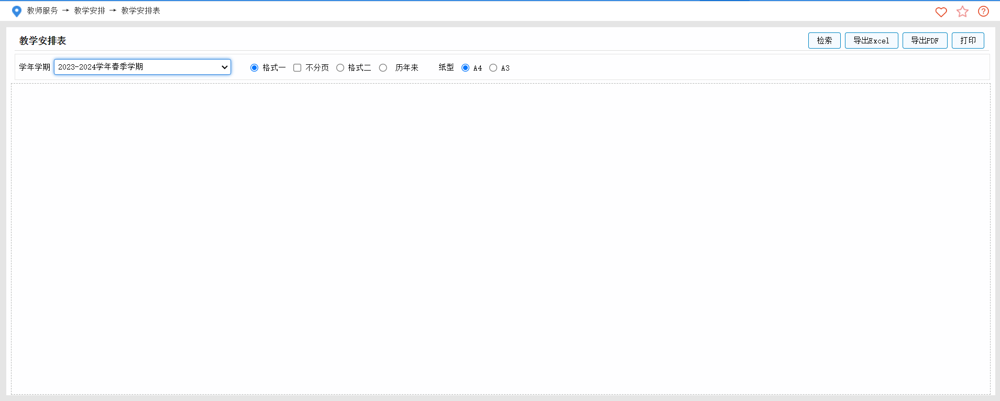 教师服务 → 教学安排 → 教学安排表
教学安排表 检索 导出Excel 导出PDF 打印
学年学期 2023-2024学年春季学期 格式一 不分页 格式二 历年来 纸型 A4 A3